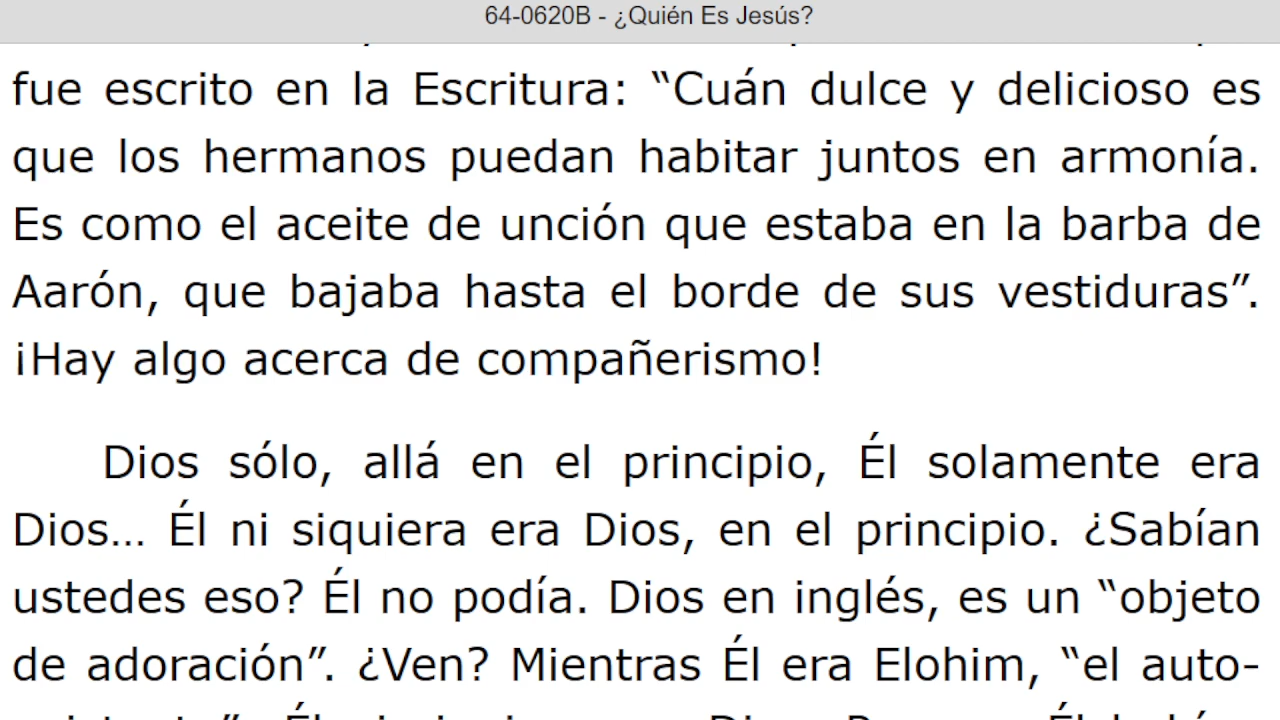 64-0620B - ¿Quién Es Jesús?
fue escrito en la Escritura: “Cuán dulce y delicioso es
que los hermanos puedan habitar juntos en armonía.
Es como el aceite de unción que estaba en la barba de
Aarón, que bajaba hasta el borde de sus vestiduras”.
¡Hay algo acerca de compañerismo!
Dios sólo, allá en el principio, Él solamente era
Dios… Él ni siquiera era Dios, en el principio. ¿Sabían
ustedes eso? Él no podía. Dios en inglés, es un “objeto
de adoración”. ¿Ven? Mientras Él era Elohim, “el auto-